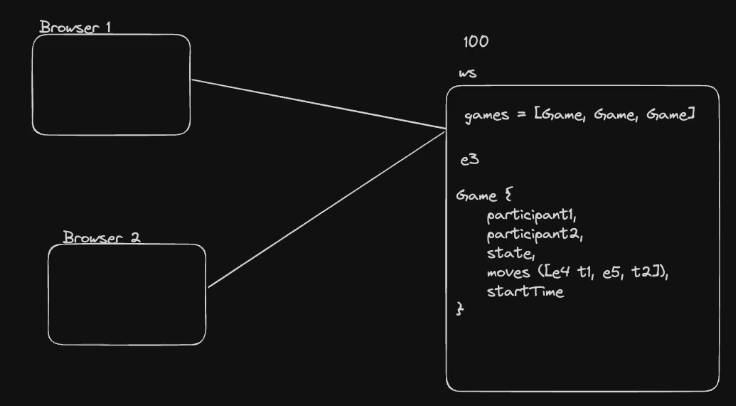 Browser 1
Browser 2
100
ws
games = [Game, Game, Game]
e3
Game {
participant1,
participant2,
state,
moves ([e4 t1, e5, t2]),
startTime
}